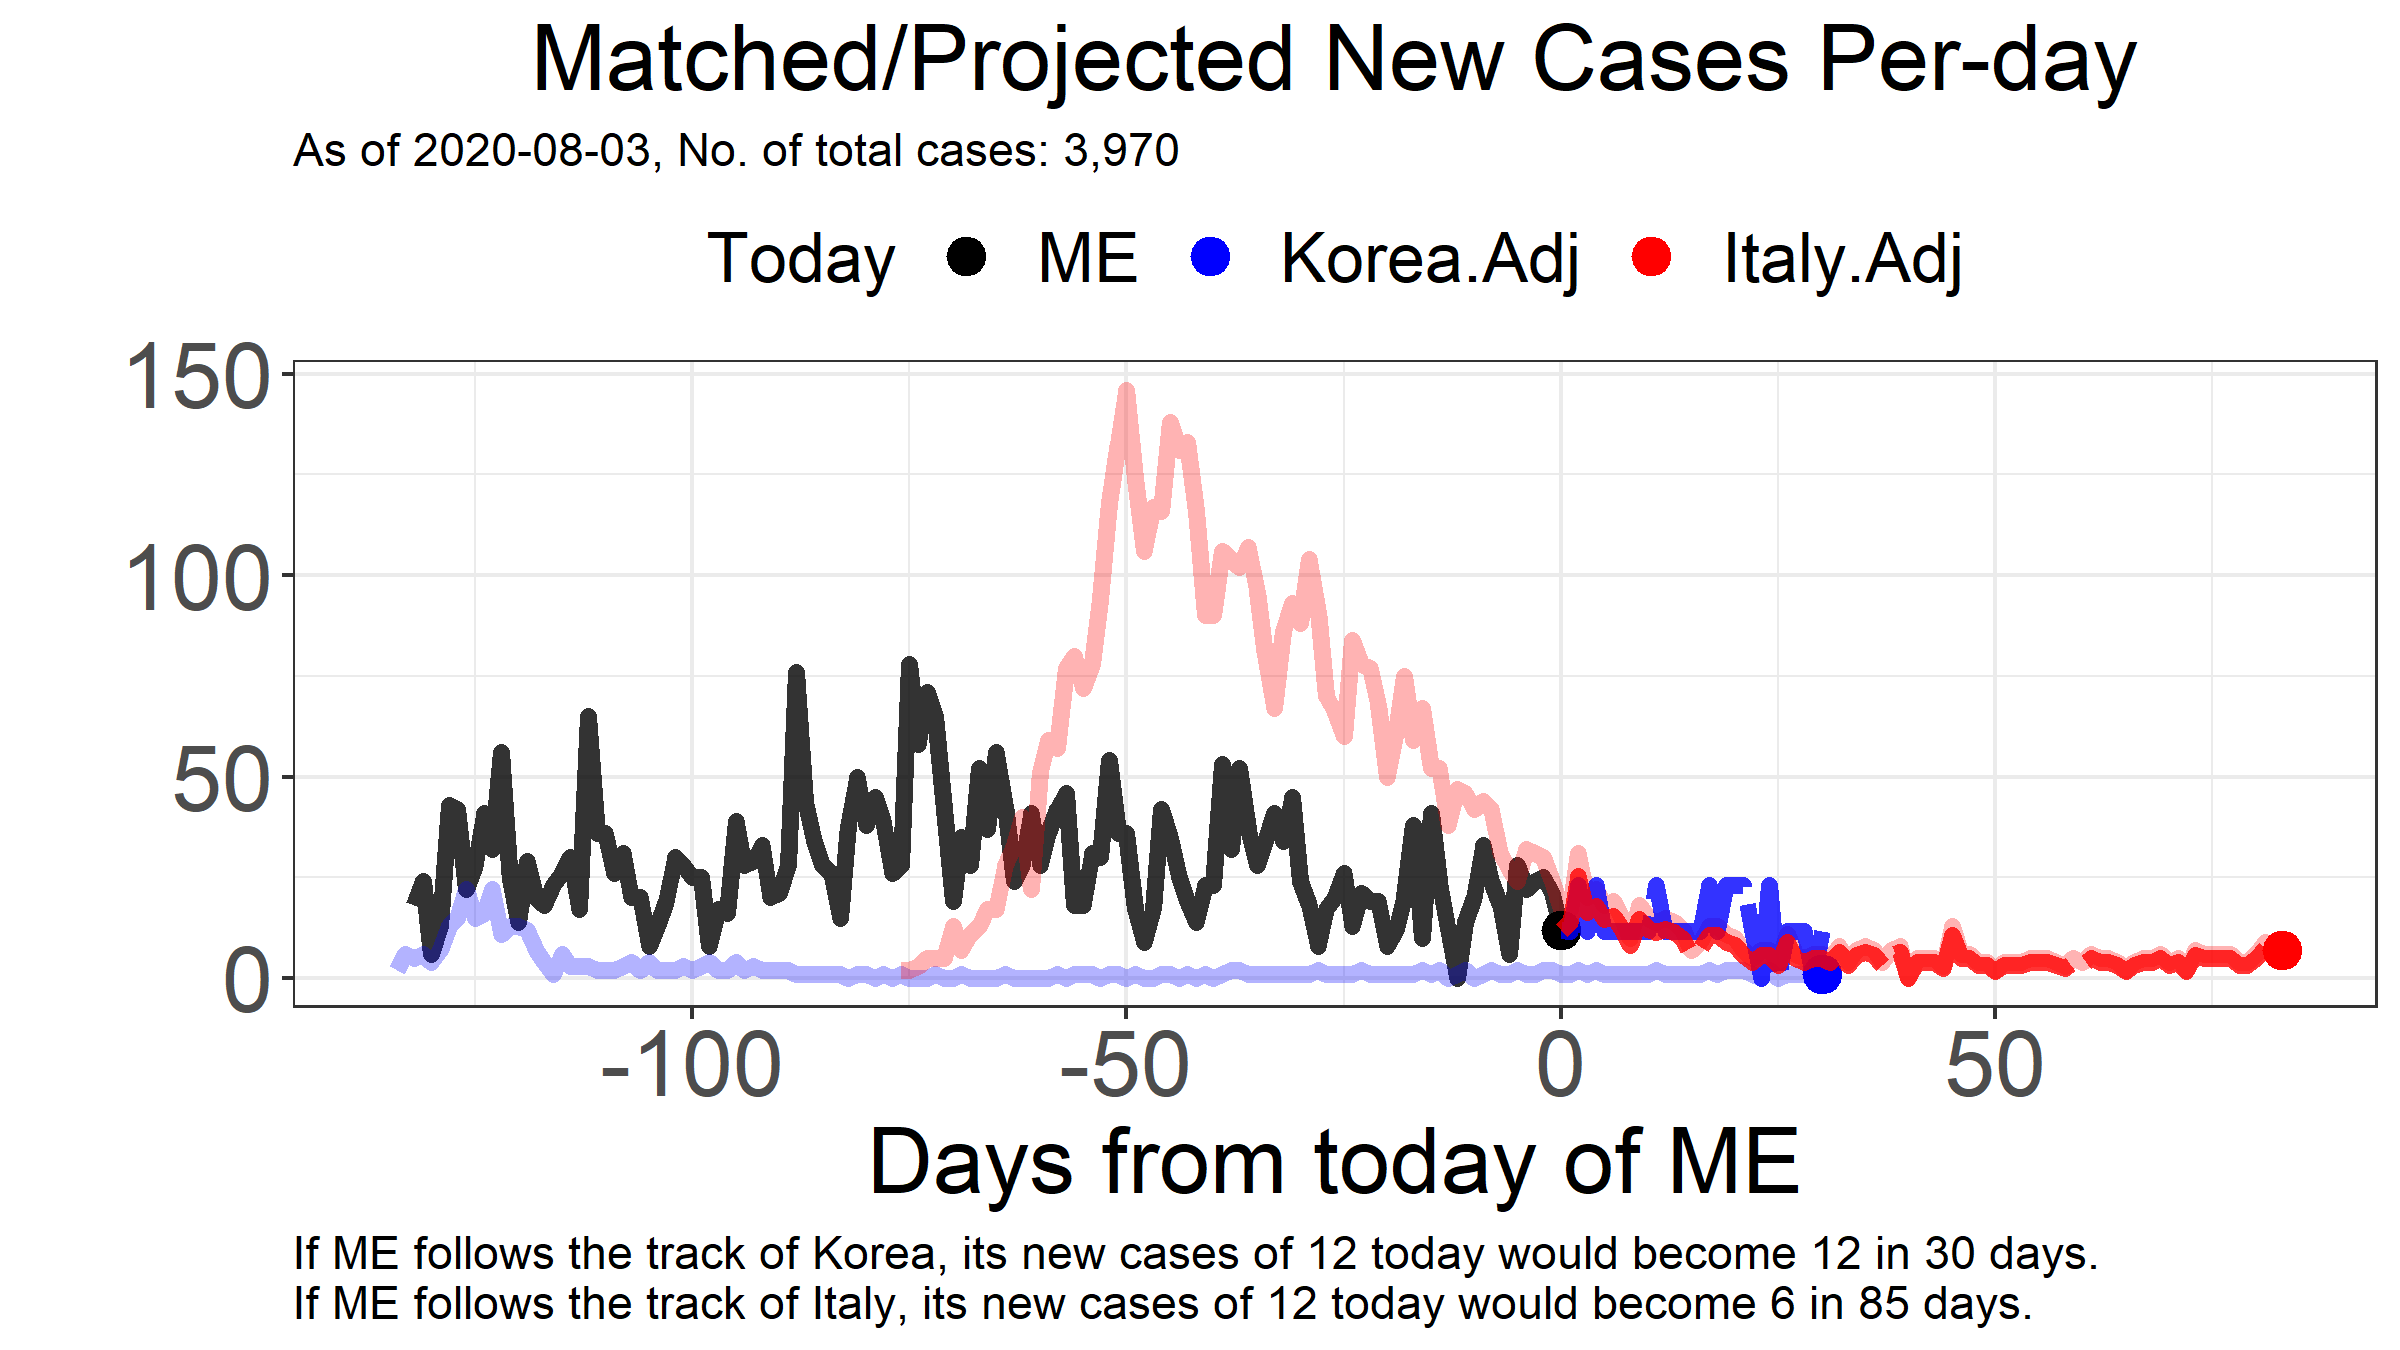 Matched/Projected New Cases Per-day
As of 2020-08-03, No. of total cases: 3,970
Today ME Korea.Adj Italy.Adj
150
100
50
0
-100 -50 0 50
Days from today of ME
If ME follows the track of Korea, its new cases of 12 today would become 12 in 30 days.
If ME follows the track of Italy, its new cases of 12 today would become 6 in 85 days.